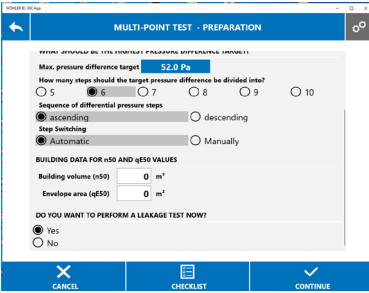 WÖHLER BC 600 App
MULTI-POINT TEST - PREPARATION
WHAT SHOULD BE THE HIGHEST PRESSURE DIFFERENCE TARGET?
Max. pressure difference target 52.0 Pa
How many steps should the target pressure difference be divided into?
5 6 7 8 9 10
Sequence of differential pressure steps
ascending descending
Step Switching
Automatic Manually
BUILDING DATA FOR n50 AND qE50 VALUES
Building volume (n50) 0 m³
Envelope area (qE50) 0 m²
DO YOU WANT TO PERFORM A LEAKAGE TEST NOW?
Yes
No
CANCEL CHECKLIST CONTINUE